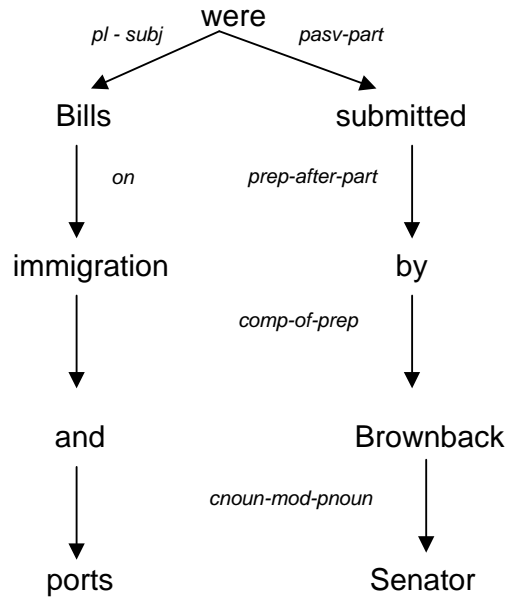 were
pl - subj
pasv-part
Bills
submitted
on
prep-after-part
immigration
by
comp-of-prep
and
Brownback
cnoun-mod-pnoun
ports
Senator